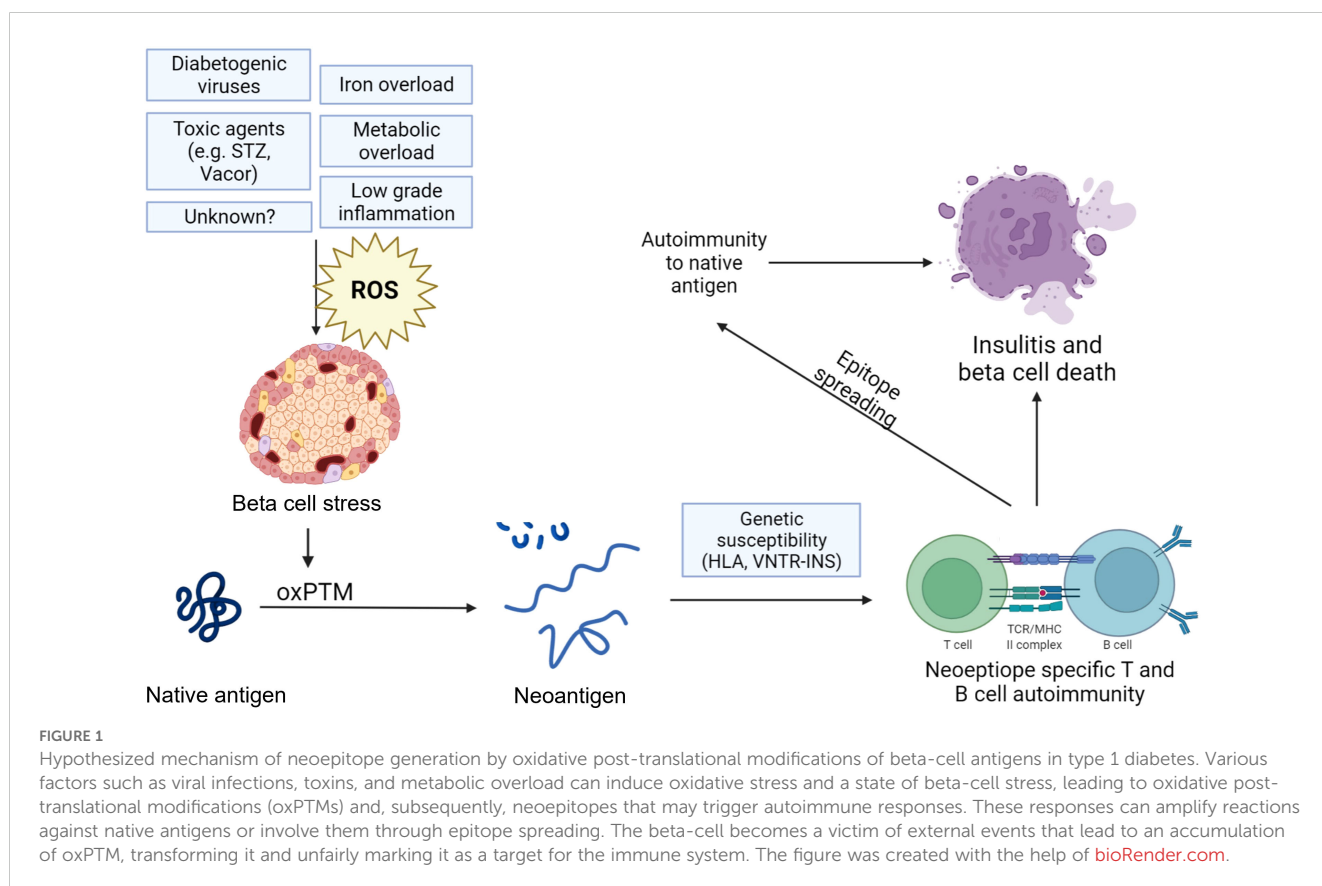 Diabetogenic
viruses
Iron overload
Toxic agents
(e.g. STZ,
Vacor)
Metabolic
overload
Unknown?
Low grade
inflammation
ROS
Beta cell stress
oxPTM
Native antigen
Neoantigen
Genetic
susceptibility
(HLA, VNTR-INS)
T cell
TCR/MHC
II complex
B cell
Neoeptiope specific T and
B cell autoimmunity
Epitope
spreading
Autoimmunity
to native
antigen
Insulitis and
beta cell death
FIGURE 1
Hypothesized mechanism of neoepitope generation by oxidative post-translational modifications of beta-cell antigens in type 1 diabetes. Various
factors such as viral infections, toxins, and metabolic overload can induce oxidative stress and a state of beta-cell stress, leading to oxidative post-
translational modifications (oxPTMs) and, subsequently, neoepitopes that may trigger autoimmune responses. These responses can amplify reactions
against native antigens or involve them through epitope spreading. The beta-cell becomes a victim of external events that lead to an accumulation
of oxPTM, transforming it and unfairly marking it as a target for the immune system. The figure was created with the help of bioRender.com.